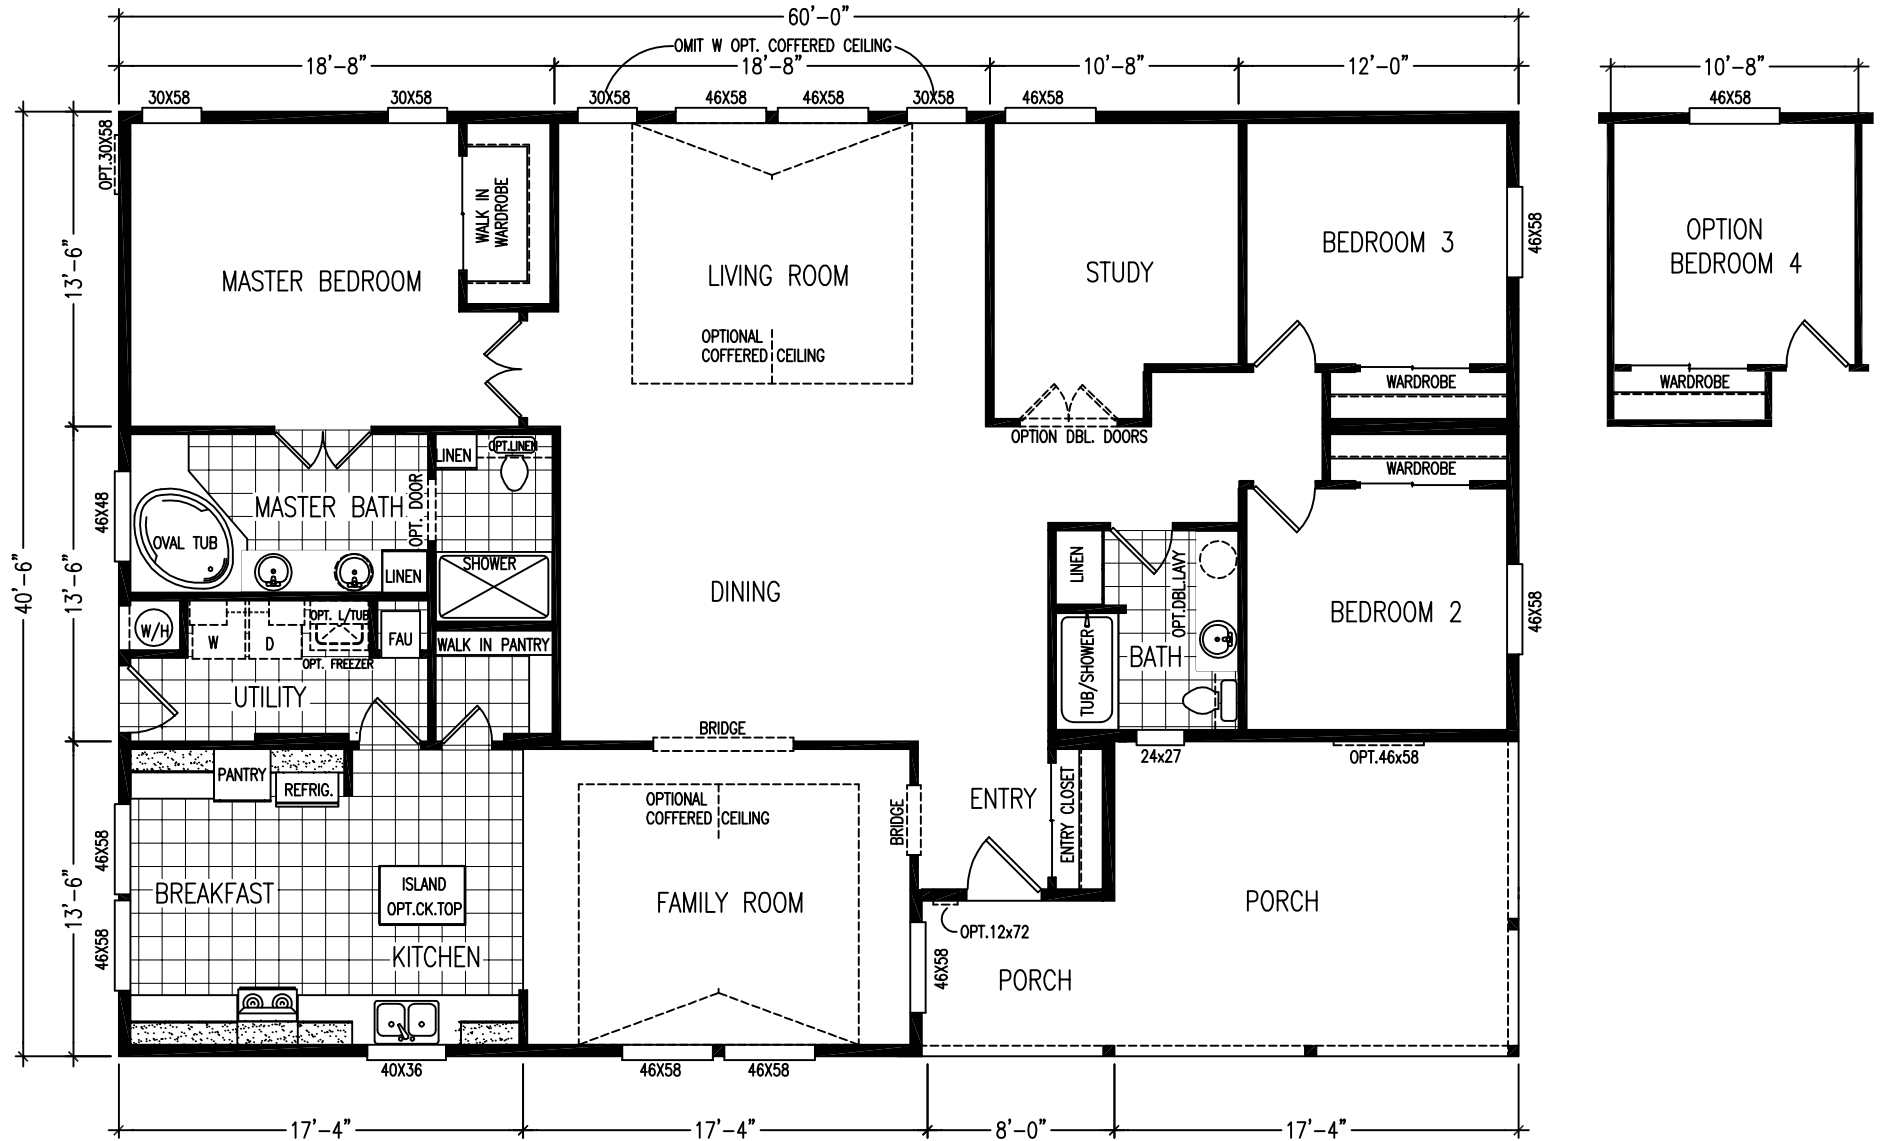 60'-0"
OMIT W OPT. COFFERED CEILING
18'-8"
18'-8"
10'-8"
12'-0"
10'-8"
30X58
30X58
30X58
46X58
46X58
30X58
46X58
46X58
OPT.30X58
WALK IN
WARDROBE
MASTER BEDROOM
LIVING ROOM
STUDY
BEDROOM 3
46X58
OPTION
BEDROOM 4
13'-6"
OPTIONAL
COFFERED CEILING
WARDROBE
WARDROBE
OPTION DBL. DOORS
OPT.LINEN
LINEN
WARDROBE
40'-6"
13'-6"
46X48
MASTER BATH
OPT. DOOR
OVAL TUB
LINEN
SHOWER
DINING
LINEN
OPT.DBL.LAVY
BEDROOM 2
46X58
W/H
W
D
OPT. L/TUB
OPT. FREEZER
FAU
WALK IN PANTRY
UTILITY
TUB/SHOWER
BATH
BRIDGE
24x27
OPT.46x58
PANTRY
REFRIG.
OPTIONAL
COFFERED CEILING
BRIDGE
ENTRY
ENTRY CLOSET
13'-6"
46X58
46X58
BREAKFAST
ISLAND
OPT.CK.TOP
KITCHEN
FAMILY ROOM
PORCH
OPT.12x72
46X58
PORCH
40X36
46X58
46X58
17'-4"
17'-4"
8'-0"
17'-4"